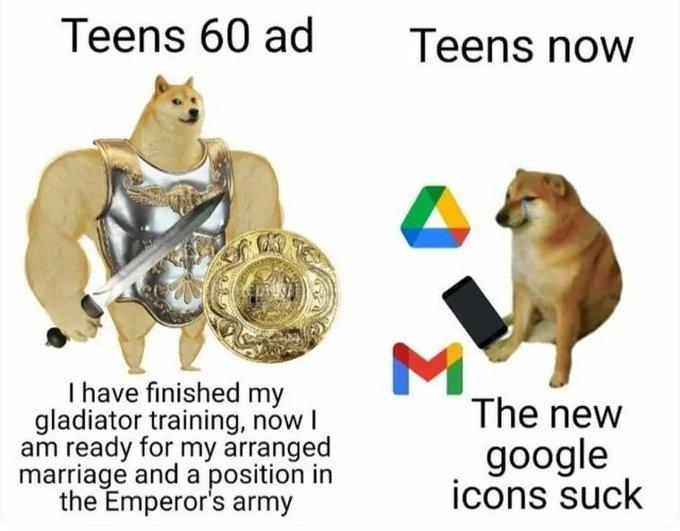 Teens 60 ad
Teens now
I have finished my
gladiator training, now I
am ready for my arranged
marriage and a position in
the Emperor's army
The new
google
icons suck